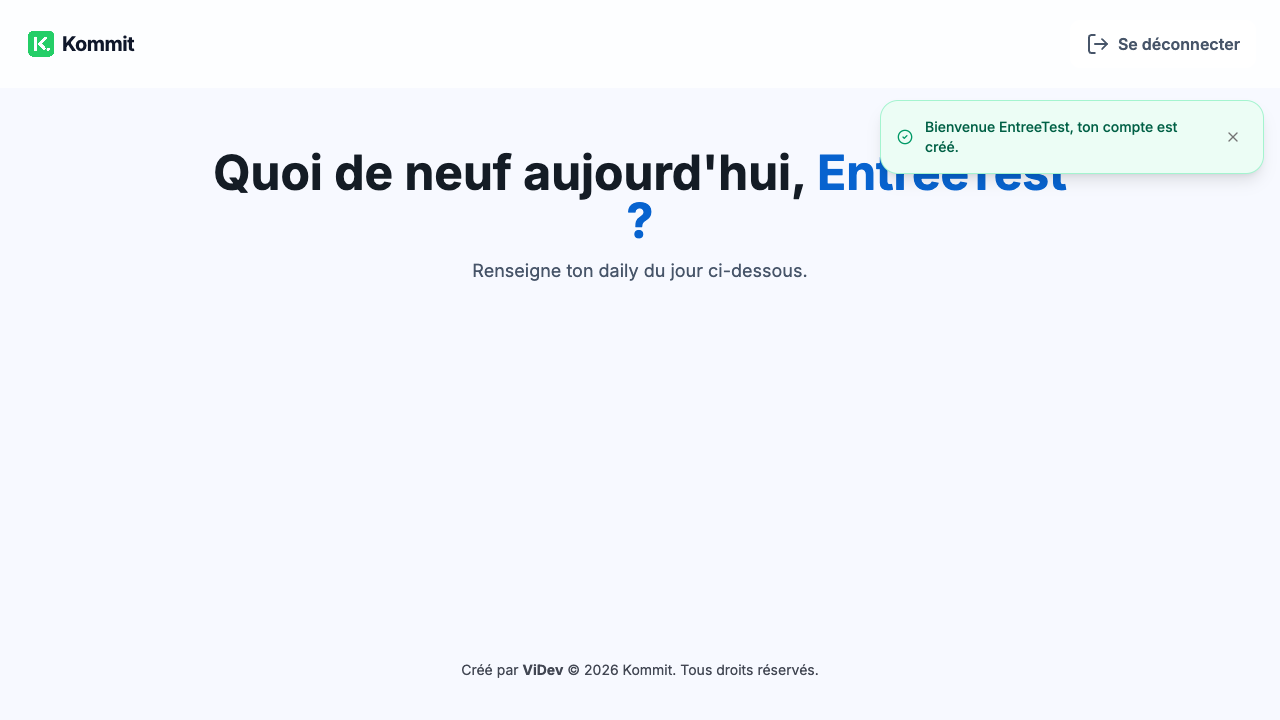 Kommit
Se déconnecter
Bienvenue EntreeTest, ton compte est
créé.
Quoi de neuf aujourd'hui, EntreeTest
?
Renseigne ton daily du jour ci-dessous.
Créé par ViDev © 2026 Kommit. Tous droits réservés.